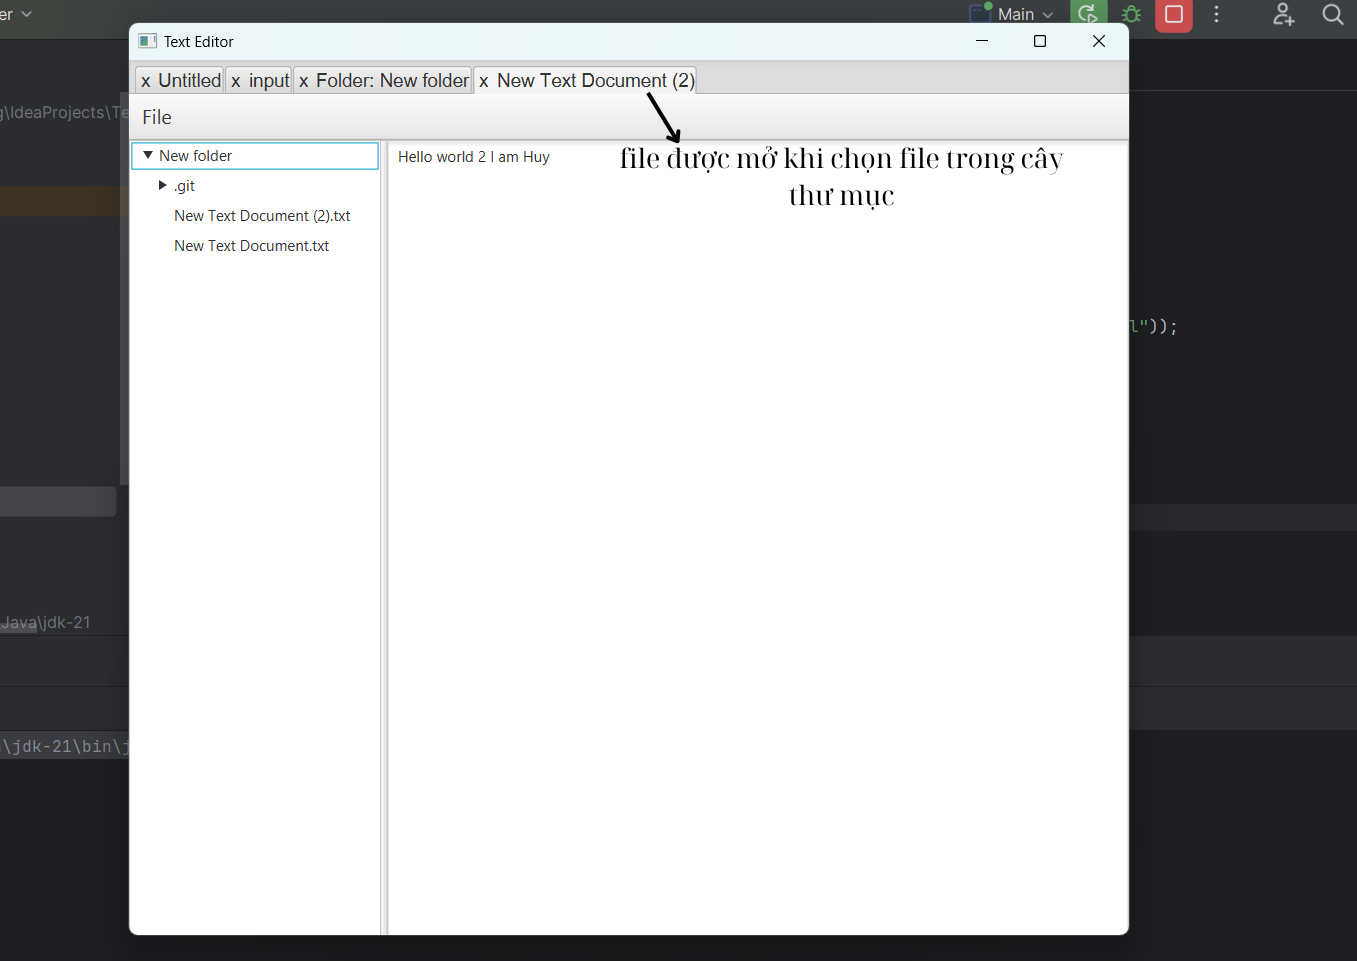 er
Main
Text Editor
x Untitled x input x Folder: New folder x New Text Document (2)
g\IdeaProjects\Te
File
New folder
Hello world 2 I am Huy
file được mở khi chọn file trong cây
thư mục
.git
New Text Document (2).txt
New Text Document.txt
l"));
Java\jdk-21
\jdk-21\bin\j